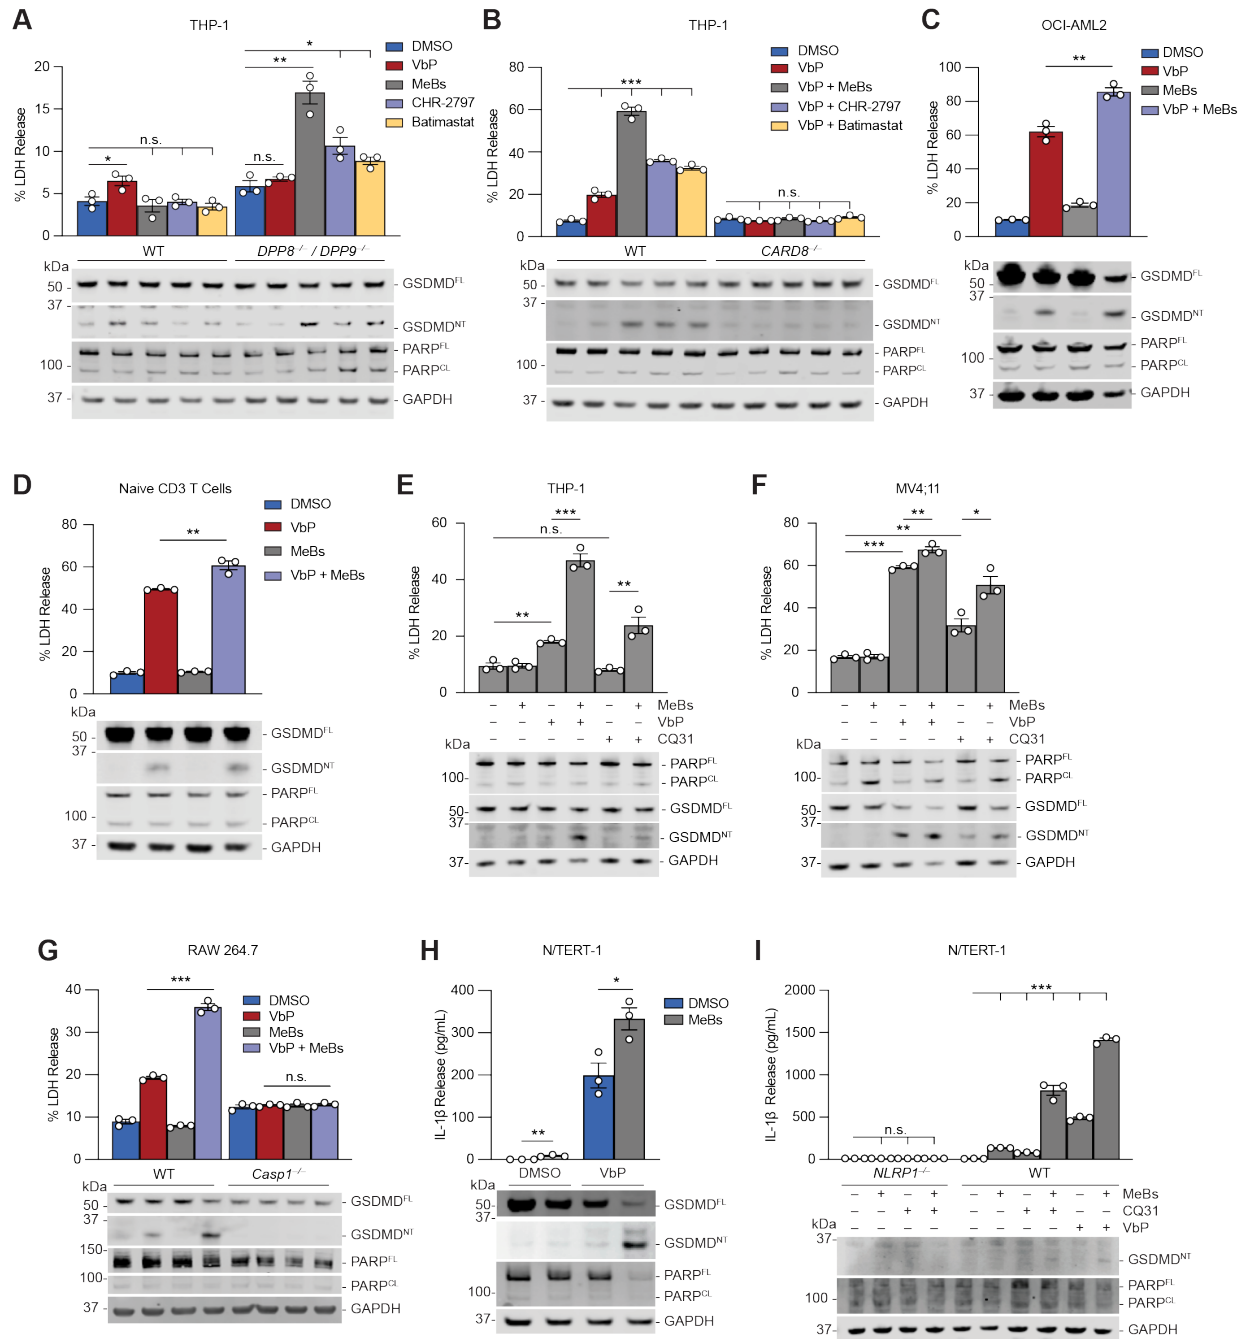 A
THP-1
DMSO
VbP
MeBs
CHR-2797
Batimastat
*
**
n.s.
*
n.s.
% LDH Release
20
15
10
5
0
WT
DPP8–/– / DPP9–/–
kDa
50
37
100
37
GSDMDFL
GSDMDNT
PARPFL
PARPCL
GAPDH
B
THP-1
DMSO
VbP
VbP + MeBs
VbP + CHR-2797
VbP + Batimastat
***
n.s.
% LDH Release
80
60
40
20
0
WT
CARD8–/–
kDa
50
37
100
37
GSDMDFL
GSDMDNT
PARPFL
PARPCL
GAPDH
C
OCI-AML2
DMSO
VbP
MeBs
VbP + MeBs
**
% LDH Release
100
80
60
40
20
0
kDa
50
37
100
37
GSDMDFL
GSDMDNT
PARPFL
PARPCL
GAPDH
D
Naive CD3 T Cells
DMSO
VbP
MeBs
VbP + MeBs
**
% LDH Release
80
60
40
20
0
kDa
50
37
100
37
GSDMDFL
GSDMDNT
PARPFL
PARPCL
GAPDH
E
THP-1
***
n.s.
**
**
% LDH Release
60
40
20
0
– + – + – + MeBs
– – + + – – VbP
– – – – + + CQ31
kDa
100
50
37
37
PARPFL
PARPCL
GSDMDFL
GSDMDNT
GAPDH
F
MV4;11
**
*
**
***
% LDH Release
80
60
40
20
0
– + – + – + MeBs
– – + + – – VbP
– – – – + + CQ31
kDa
100
50
37
37
PARPFL
PARPCL
GSDMDFL
GSDMDNT
GAPDH
G
RAW 264.7
DMSO
VbP
MeBs
VbP + MeBs
***
n.s.
% LDH Release
40
30
20
10
0
WT
Casp1–/–
kDa
50
37
150
100
37
GSDMDFL
GSDMDNT
PARPFL
PARPCL
GAPDH
H
N/TERT-1
DMSO
MeBs
*
**
IL-1β Release (pg/mL)
400
300
200
100
0
DMSO
VbP
kDa
50
37
100
37
GSDMDFL
GSDMDNT
PARPFL
PARPCL
GAPDH
I
N/TERT-1
***
n.s.
IL-1β Release (pg/mL)
2000
1500
1000
500
0
NLRP1–/–
WT
– + – + – + – + – + MeBs
– – + + – – + + – – CQ31
– – – – – – – – + + VbP
kDa
37
100
37
GSDMDNT
PARPFL
PARPCL
GAPDH